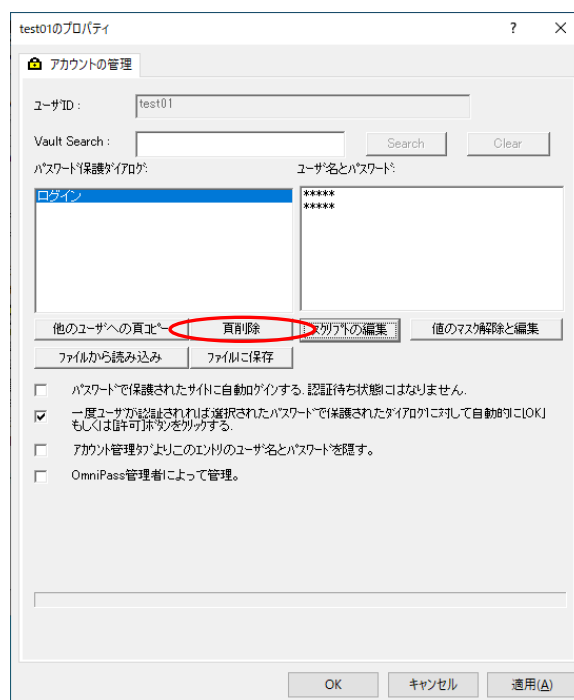 test01のプロパティ
?
アカウントの管理
ユーザID :
test01
Vault Search :
Search
Clear
パスワード保護ダイアログ:
ユーザ名とパスワード:
ログイン
*****
*****
他のユーザへの頁コピー
頁削除
スクリプトの編集
値のマスク解除と編集
ファイルから読み込み
ファイルに保存
パスワードで保護されたサイトに自動ログインする. 認証待ち状態にはなりません.
一度ユーザが認証されれば選択されたパスワードで保護されたダイアログに対して自動的に[OK]
もしくは[許可]ボタンをクリックする.
アカウント管理タブよりこのエントリのユーザ名とパスワードを隠す。
OmniPass管理者によって管理。
OK
キャンセル
適用(A)